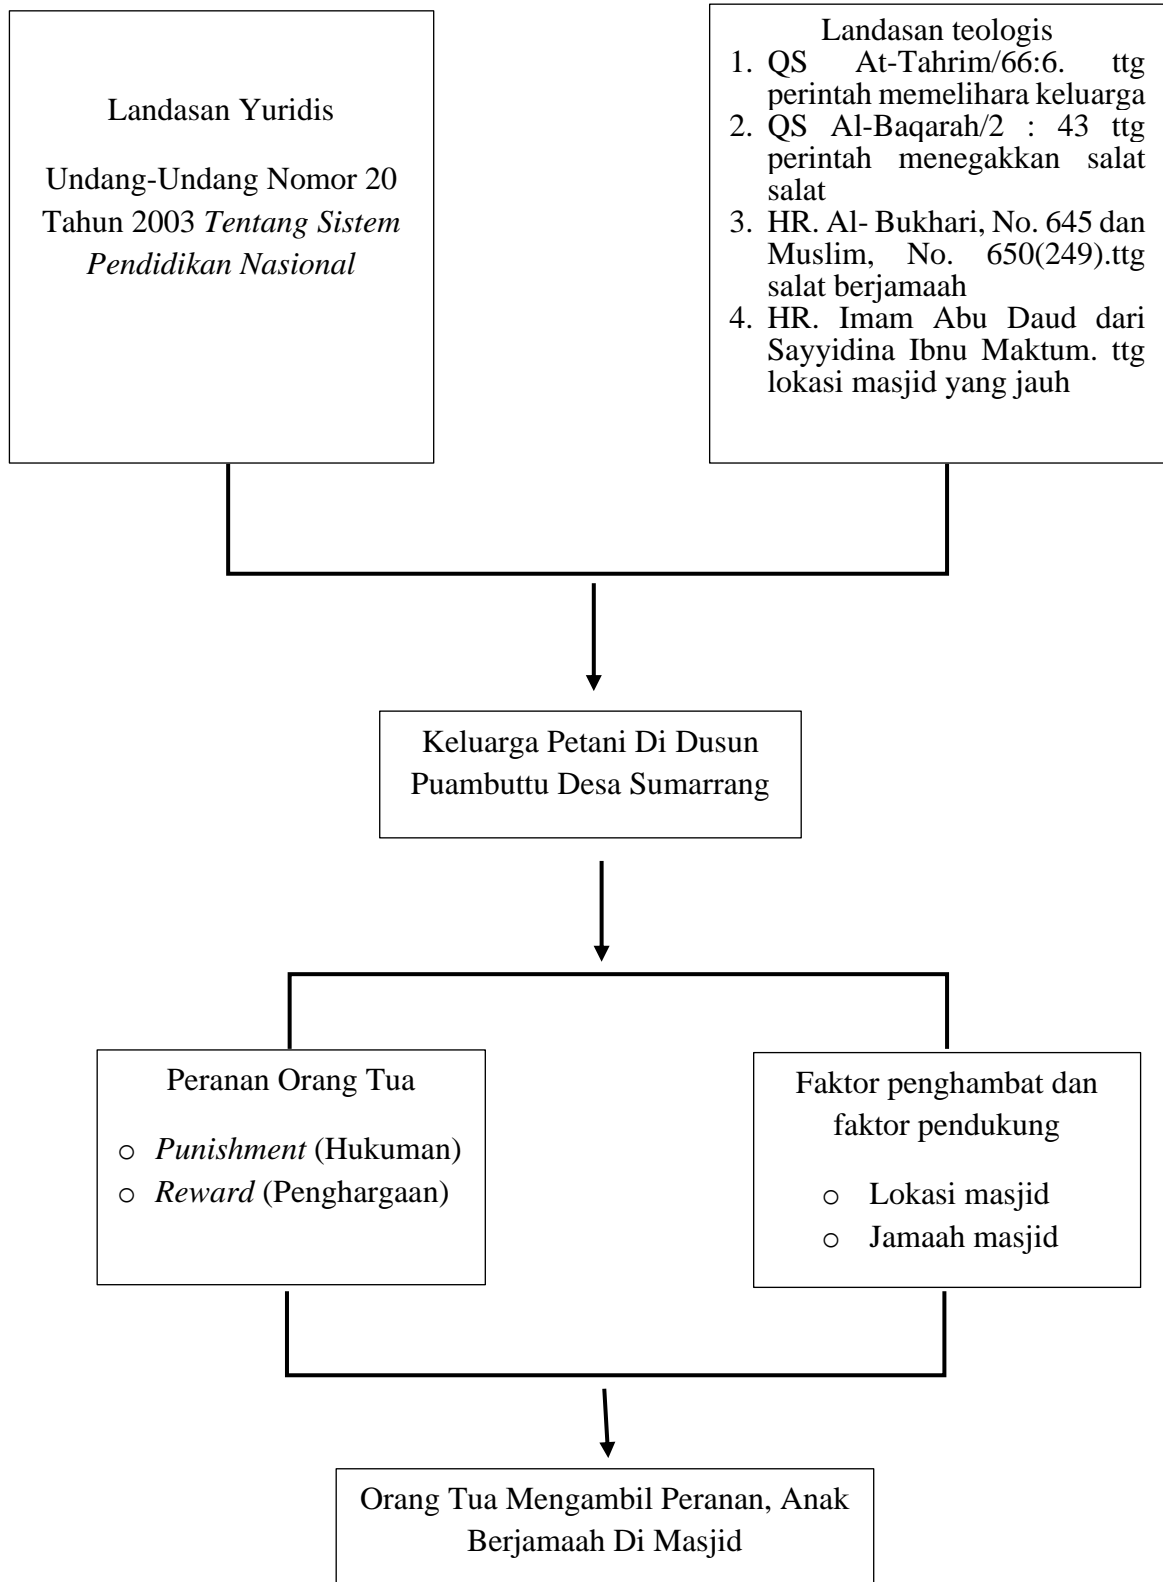 Landasan Yuridis
Undang-Undang Nomor 20
Tahun 2003 Tentang Sistem
Pendidikan Nasional
Landasan teologis
1. QS At-Tahrim/66:6. ttg
perintah memelihara keluarga
2. QS Al-Baqarah/2 : 43 ttg
perintah menegakkan salat
salat
3. HR. Al- Bukhari, No. 645 dan
Muslim, No. 650(249).ttg
salat berjamaah
4. HR. Imam Abu Daud dari
Sayyidina Ibnu Maktum. ttg
lokasi masjid yang jauh
Keluarga Petani Di Dusun
Puambuttu Desa Sumarrang
Peranan Orang Tua
o Punishment (Hukuman)
o Reward (Penghargaan)
Faktor penghambat dan
faktor pendukung
o Lokasi masjid
o Jamaah masjid
Orang Tua Mengambil Peranan, Anak
Berjamaah Di Masjid